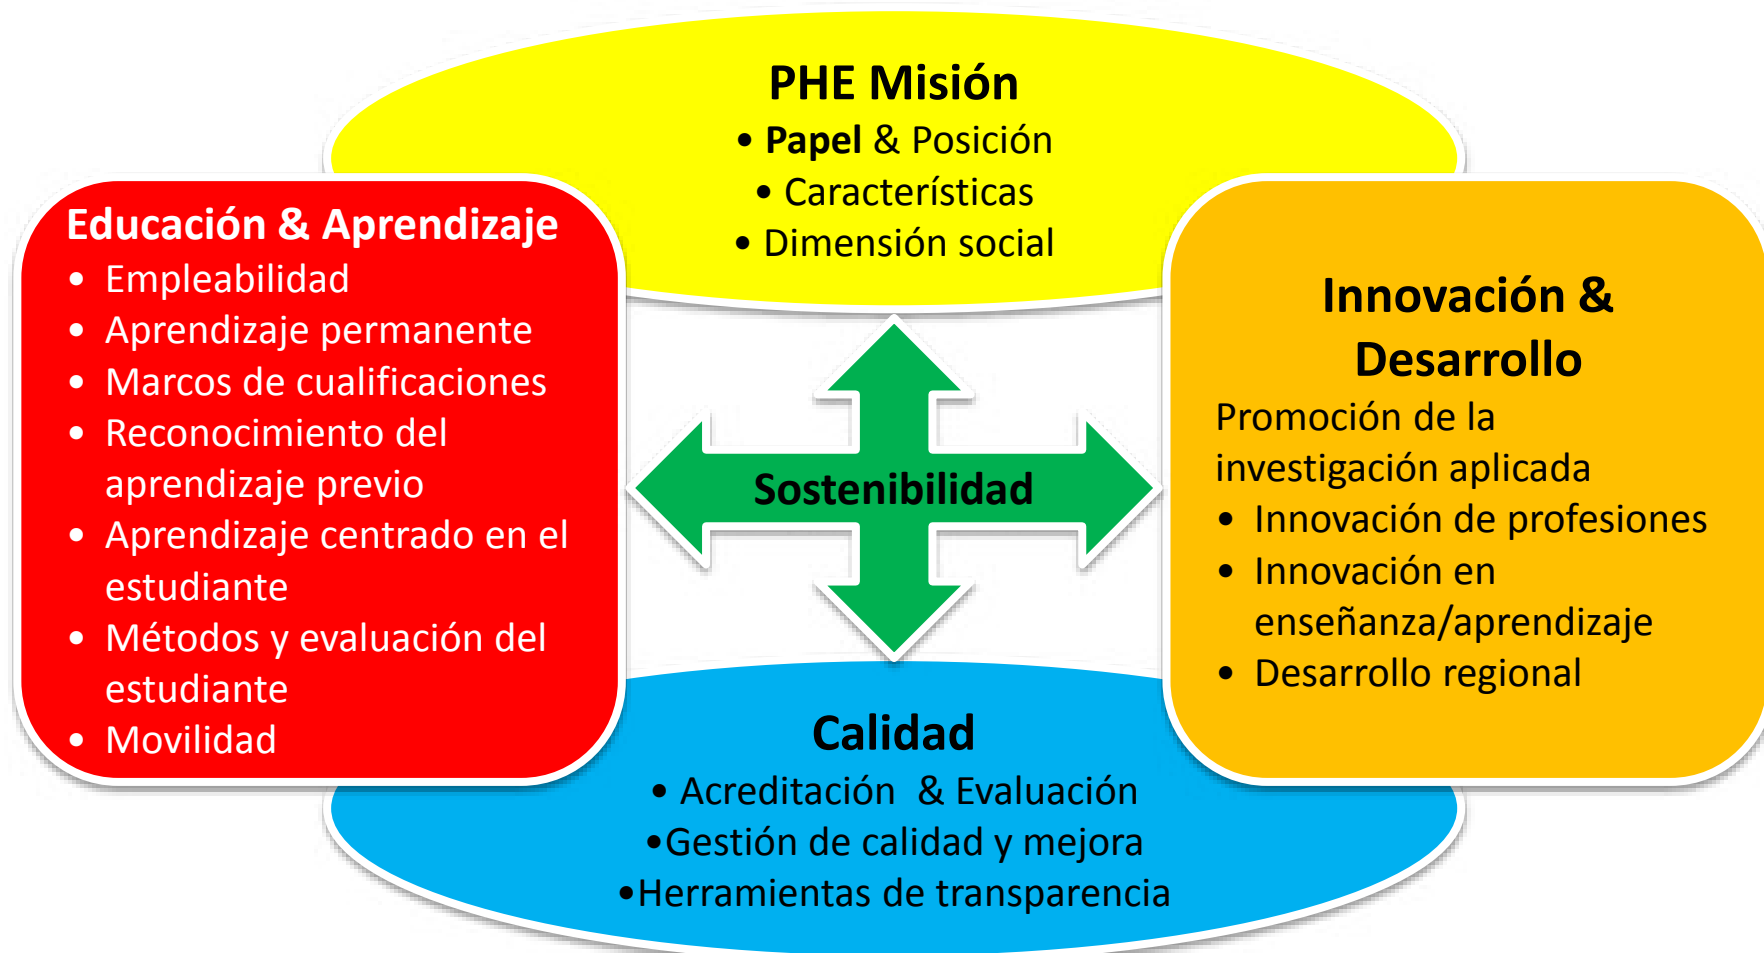 PHE Misión
• Papel & Posición
• Características
• Dimensión social
Educación & Aprendizaje
• Empleabilidad
• Aprendizaje permanente
• Marcos de cualificaciones
• Reconocimiento del
aprendizaje previo
• Aprendizaje centrado en el
estudiante
• Métodos y evaluación del
estudiante
• Movilidad
Sostenibilidad
Innovación &
Desarrollo
Promoción de la
investigación aplicada
• Innovación de profesiones
• Innovación en
enseñanza/aprendizaje
• Desarrollo regional
Calidad
• Acreditación  & Evaluación
•Gestión de calidad y mejora
•Herramientas de transparencia